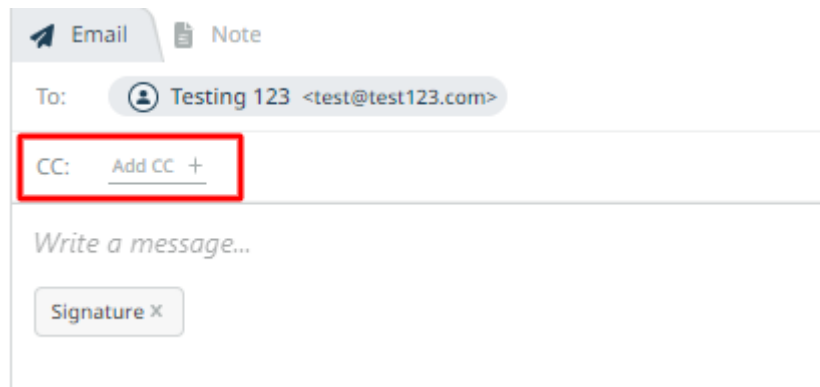 Email Note
To: Testing 123 <test@test123.com>
CC: Add CC +
Write a message...
Signature x